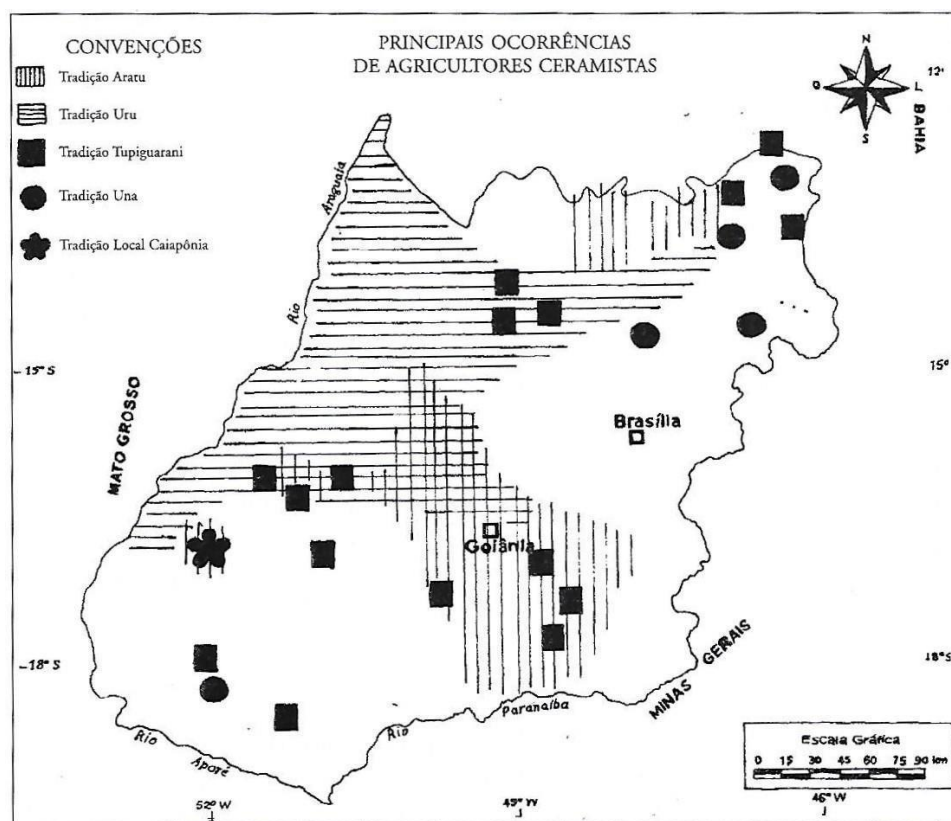 CONVENÇÕES
Tradição Aratu
Tradição Uru
Tradição Tupiguarani
Tradição Una
Tradição Local Caiapônia
PRINCIPAIS OCORRÊNCIAS
DE AGRICULTORES CERAMISTAS
N
O
L
S
12°
BAHIA
Rio Araguaia
15° S
15°
MATO GROSSO
Brasília
Goiânia
18° S
18° S
MINAS GERAIS
Rio Paranaíba
Rio Aporé
52° W
49° W
46° W
Escala Gráfica
0 15 30 45 60 75 90 km